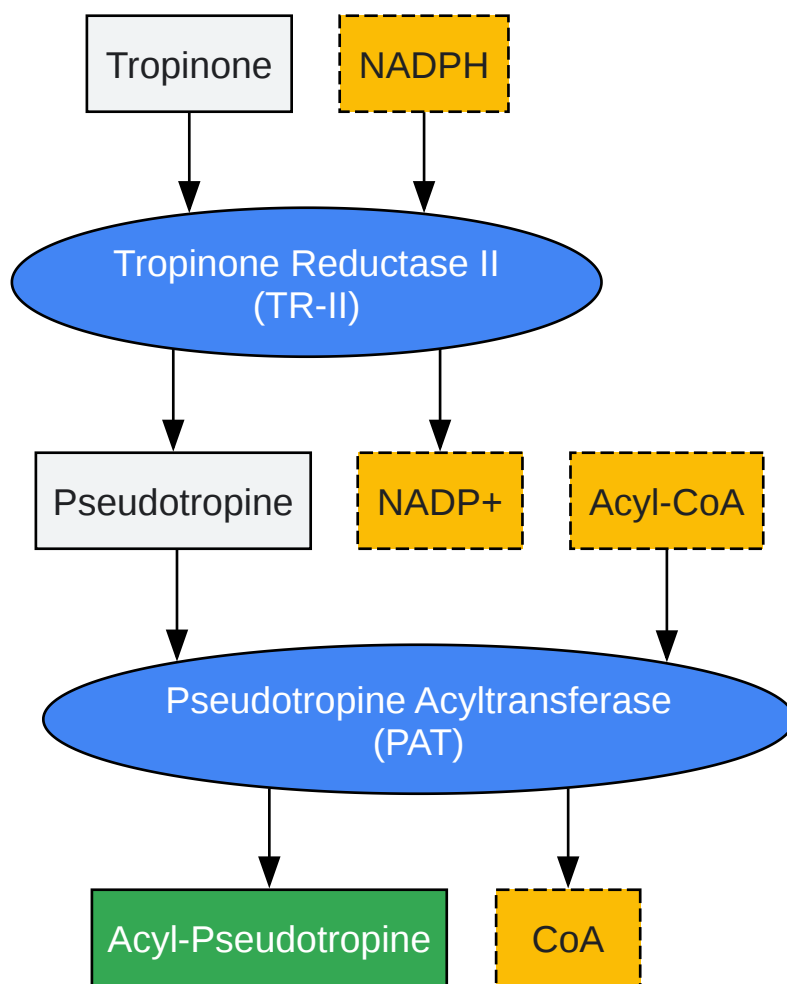 Tropinone
NADPH
Tropinone Reductase II
(TR-II)
Pseudotropine
NADP+
Acyl-CoA
Pseudotropine Acyltransferase
(PAT)
Acyl-Pseudotropine
CoA